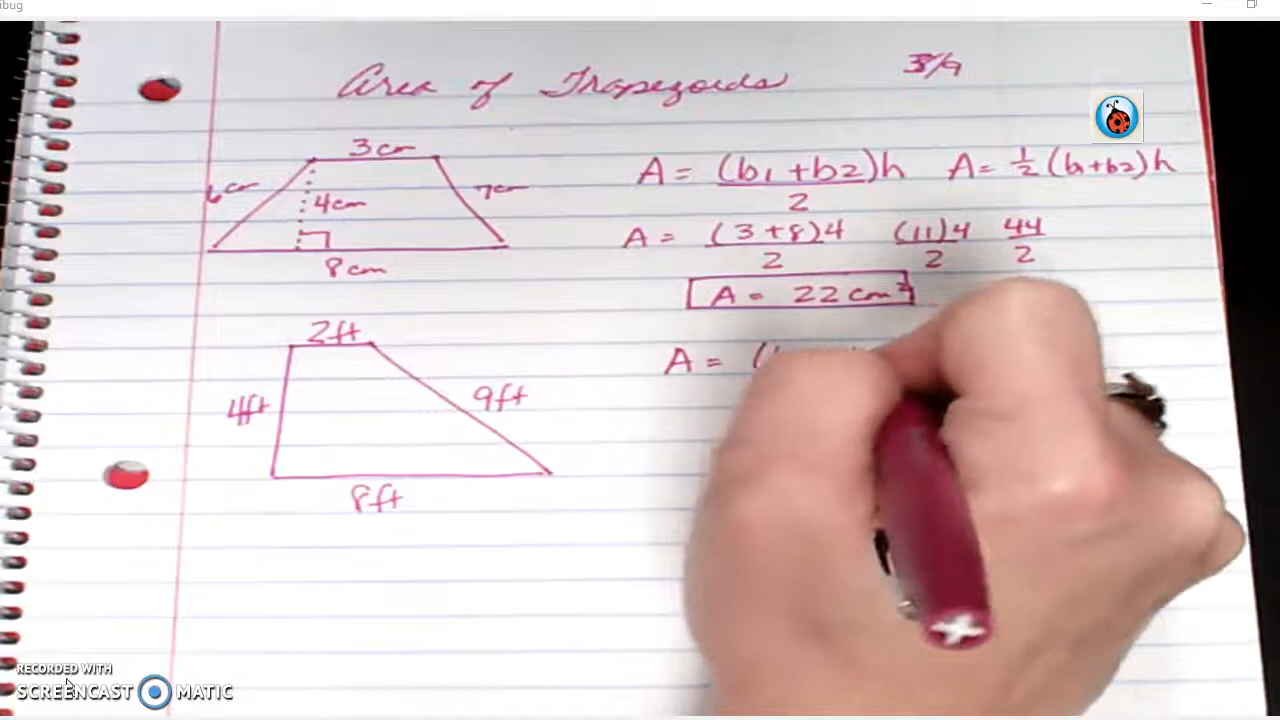 ibug
Area of Trapezoids
3/9
3cm
6cm
4cm
7cm
8cm
A = (b1 + b2)h / 2
A = 1/2 (b1 + b2)h
A = (3 + 8)4 / 2
(11)4 / 2
44 / 2
A = 22 cm²
2ft
4ft
9ft
8ft
A = (
RECORDED WITH
SCREENCAST MATIC